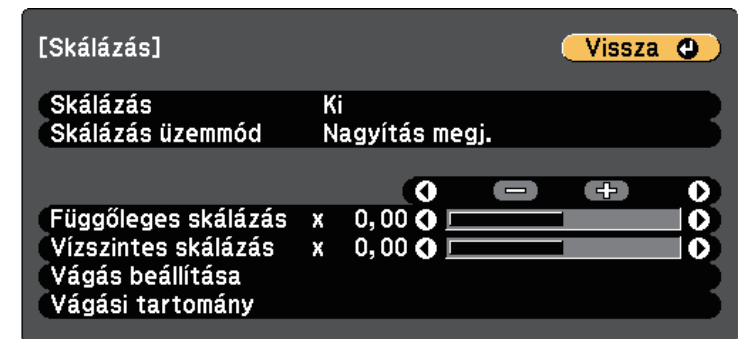 [Skálázás] Vissza
Skálázás Ki
Skálázás üzemmód Nagyítás megj.
Függőleges skálázás x 0,00
Vízszintes skálázás x 0,00
Vágás beállítása
Vágási tartomány